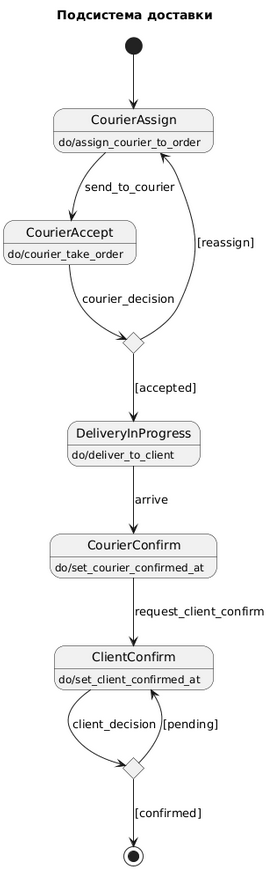 Подсистема доставки
CourierAssign
do/assign_courier_to_order
send_to_courier
CourierAccept
do/courier_take_order
[reassign]
courier_decision
[accepted]
DeliveryInProgress
do/deliver_to_client
arrive
CourierConfirm
do/set_courier_confirmed_at
request_client_confirm
ClientConfirm
do/set_client_confirmed_at
client_decision
[pending]
[confirmed]